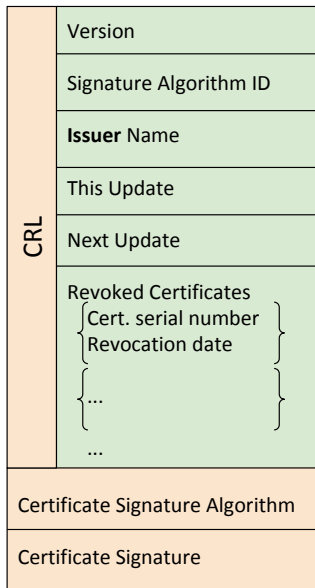 CRL
Version
Signature Algorithm ID
Issuer Name
This Update
Next Update
Revoked Certificates
Cert. serial number
Revocation date
...
...
Certificate Signature Algorithm
Certificate Signature